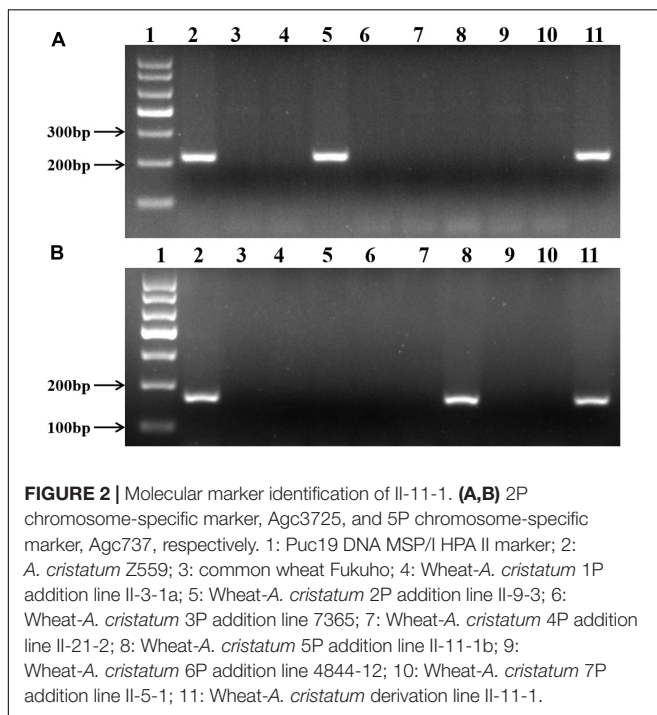 A
1 2 3 4 5 6 7 8 9 10 11
300bp
200bp
B
1 2 3 4 5 6 7 8 9 10 11
200bp
100bp
FIGURE 2 | Molecular marker identification of II-11-1. (A,B) 2P
chromosome-specific marker, Agc3725, and 5P chromosome-specific
marker, Agc737, respectively. 1: Puc19 DNA MSP/I HPA II marker; 2:
A. cristatum Z559; 3: common wheat Fukuho; 4: Wheat-A. cristatum 1P
addition line II-3-1a; 5: Wheat-A. cristatum 2P addition line II-9-3; 6:
Wheat-A. cristatum 3P addition line 7365; 7: Wheat-A. cristatum 4P addition
line II-21-2; 8: Wheat-A. cristatum 5P addition line II-11-1b; 9:
Wheat-A. cristatum 6P addition line 4844-12; 10: Wheat-A. cristatum 7P
addition line II-5-1; 11: Wheat-A. cristatum derivation line II-11-1.